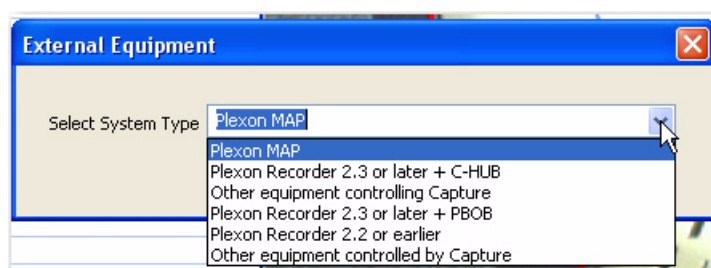 External Equipment
Select System Type Plexon MAP
Plexon MAP
Plexon Recorder 2.3 or later + C-HUB
Other equipment controlling Capture
Plexon Recorder 2.3 or later + PBOB
Plexon Recorder 2.2 or earlier
Other equipment controlled by Capture